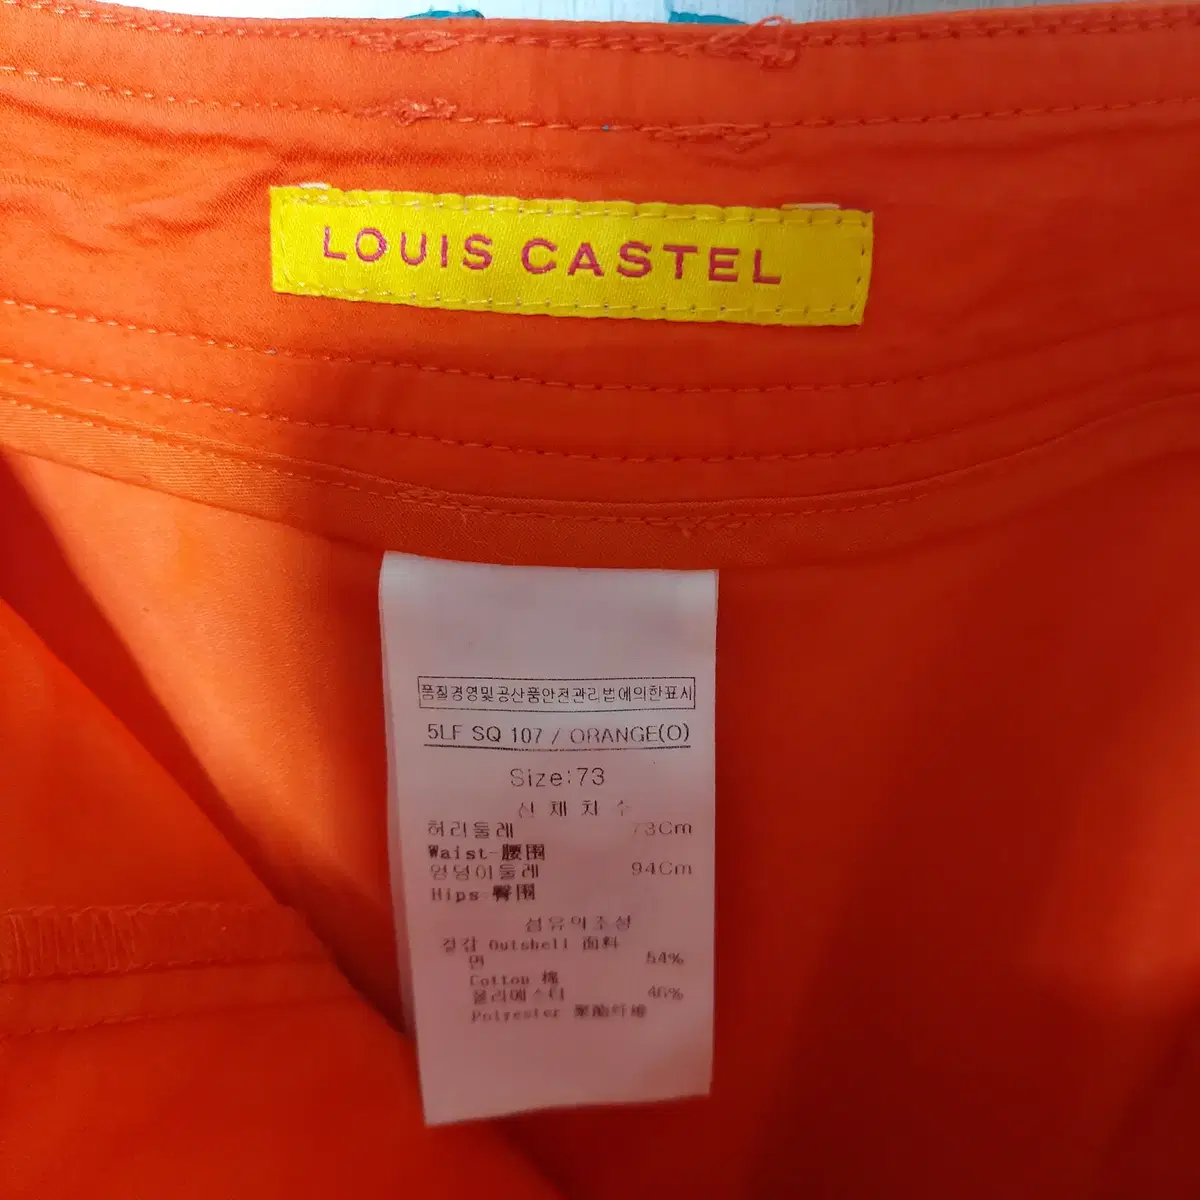 LOUIS CASTEL
품질경영및공산품안전관리법에의한표시
5LF SQ 107 / ORANGE(O)
Size:73
신 체 치 수
허리둘레 73Cm
Waist 腰围
엉덩이둘레 94Cm
Hips 臀围
섬유의조성
겉감 Outshell 面料
면 54%
Cotton 棉
폴리에스터 46%
Polyester 聚酯纤维